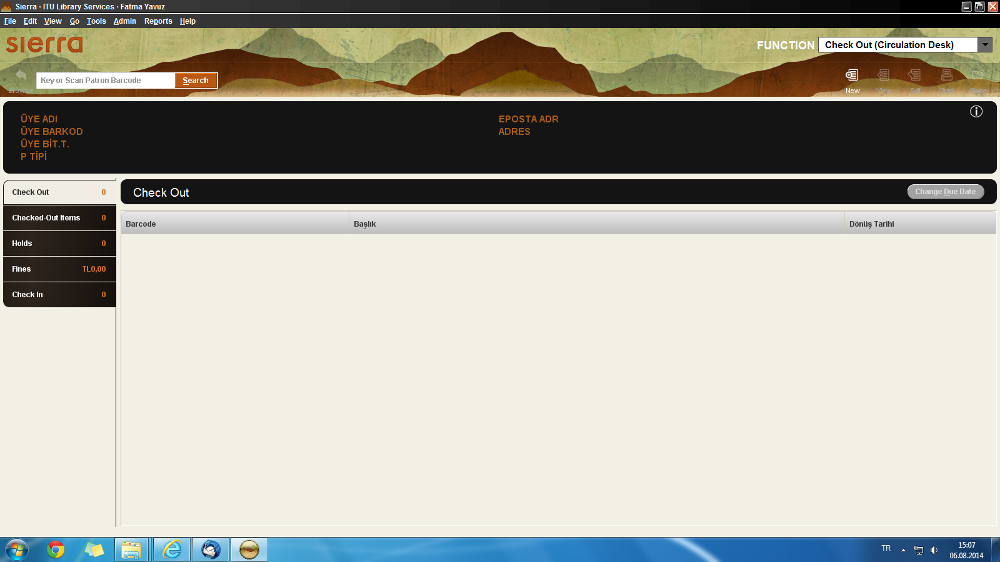 Sierra · ITU Library Services · Fatma Yavuz
File Edit View Go Tools Admin Reports Help
sierra
FUNCTION Check Out (Circulation Desk)
Key or Scan Patron Barcode Search
Browse New View Edit Print Close
ÜYE ADI EPOSTA ADR
ÜYE BARKOD ADRES
ÜYE BİT.T.
P TİPİ
Check Out 0
Checked-Out Items 0
Holds 0
Fines TL0,00
Check In 0
Check Out Change Due Date
Barcode Başlık Dönüş Tarihi
TR 15:07
06.08.2014